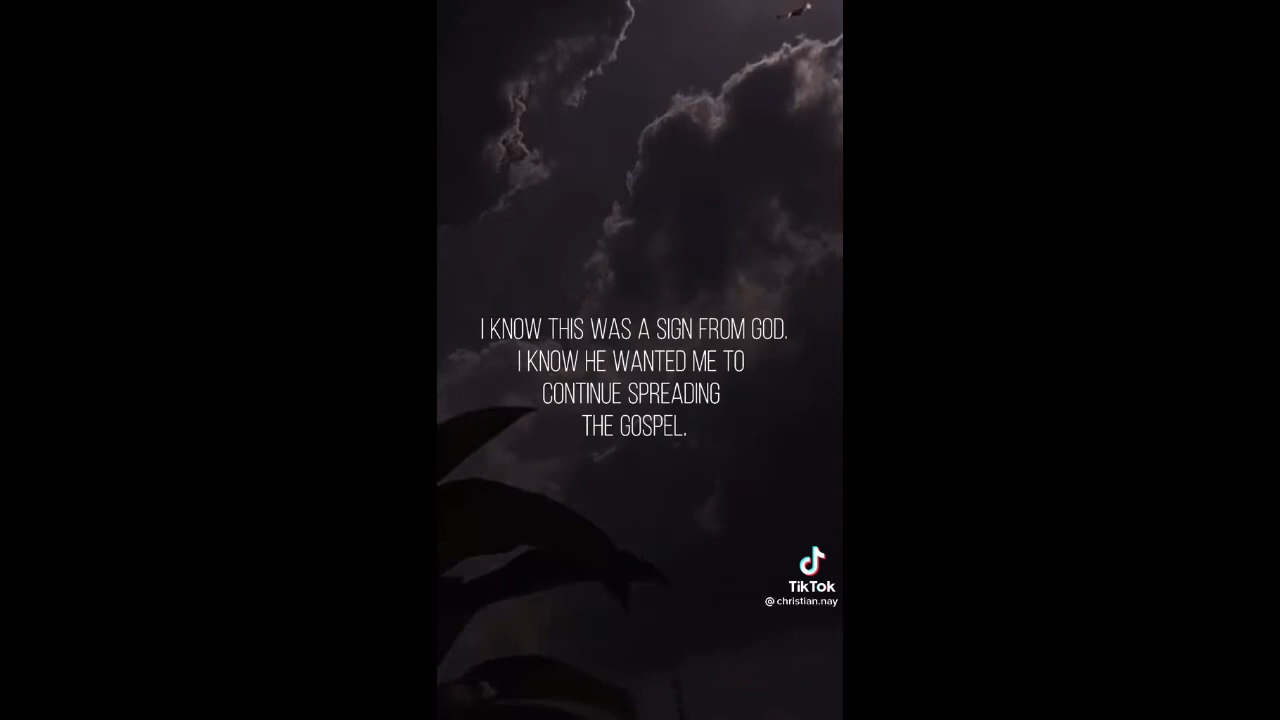 I KNOW THIS WAS A SIGN FROM GOD.
I KNOW HE WANTED ME TO
CONTINUE SPREADING
THE GOSPEL.
TikTok
@christian.nay